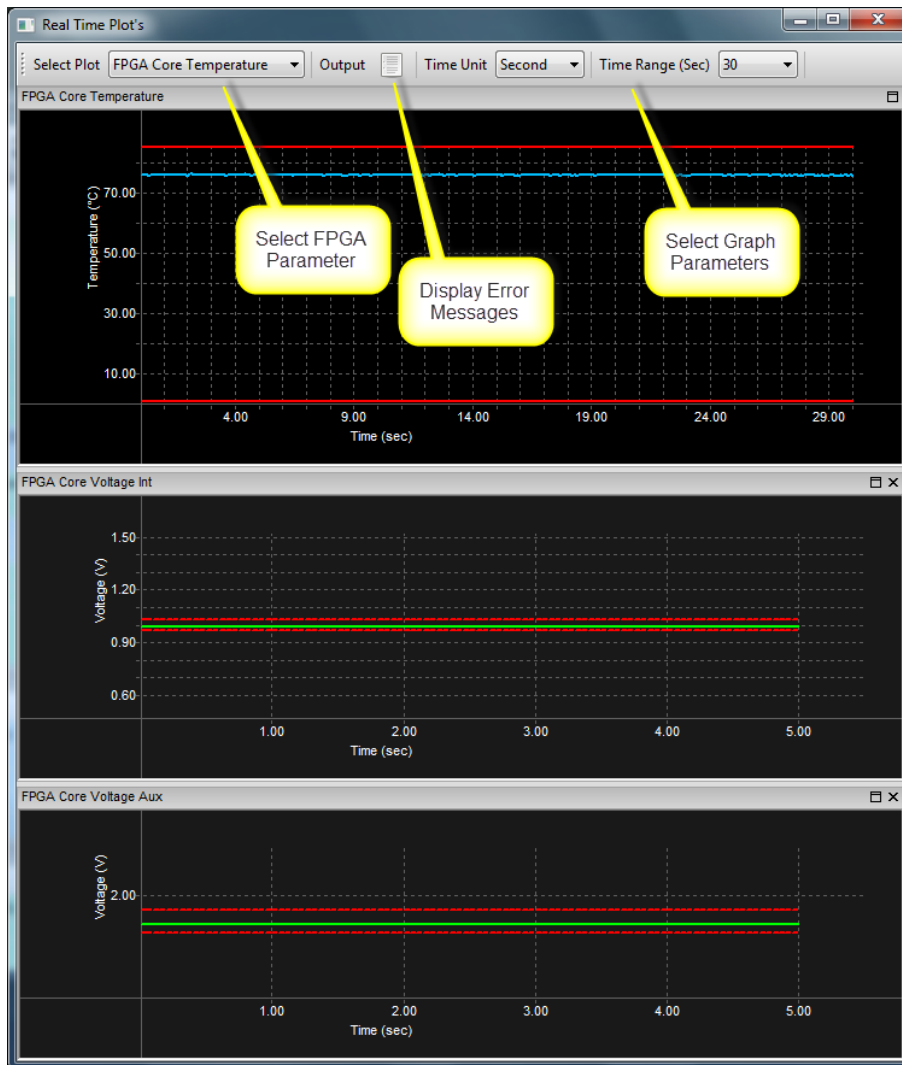 Real Time Plot's
Select Plot FPGA Core Temperature Output Time Unit Second Time Range (Sec) 30
FPGA Core Temperature
Temperature (°C)
70.00
50.00
30.00
10.00
Select FPGA
Parameter
Display Error
Messages
Select Graph
Parameters
4.00 9.00 14.00 19.00 24.00 29.00
Time (sec)
FPGA Core Voltage Int
Voltage (V)
1.50
1.20
0.90
0.60
1.00 2.00 3.00 4.00 5.00
Time (sec)
FPGA Core Voltage Aux
Voltage (V)
2.00
1.00 2.00 3.00 4.00 5.00
Time (sec)